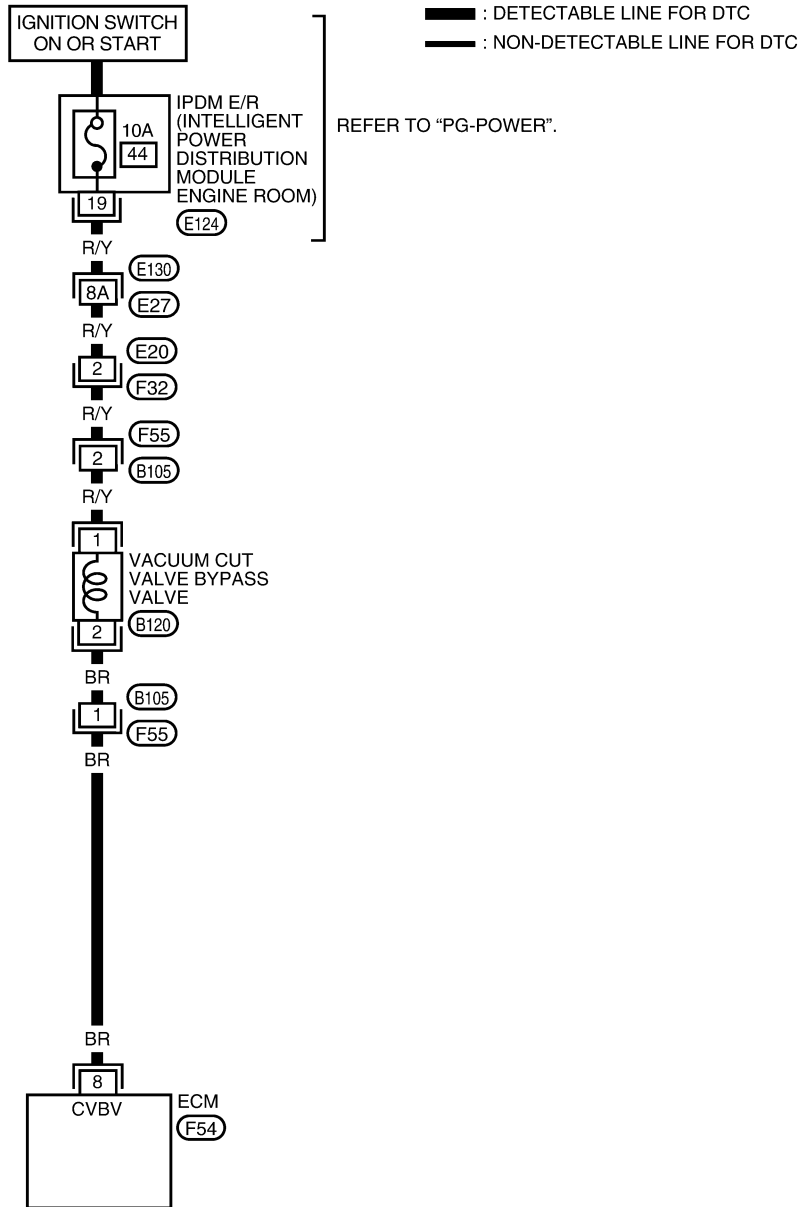 IGNITION SWITCH
ON OR START
: DETECTABLE LINE FOR DTC
: NON-DETECTABLE LINE FOR DTC
IPDM E/R
(INTELLIGENT
POWER
DISTRIBUTION
MODULE
ENGINE ROOM)
10A
44
REFER TO “PG-POWER”.
19
E124
R/Y
E130
8A
E27
R/Y
E20
2
F32
R/Y
F55
2
B105
R/Y
1
VACUUM CUT
VALVE BYPASS
VALVE
2
B120
BR
B105
1
F55
BR
BR
8
CVBV
ECM
F54